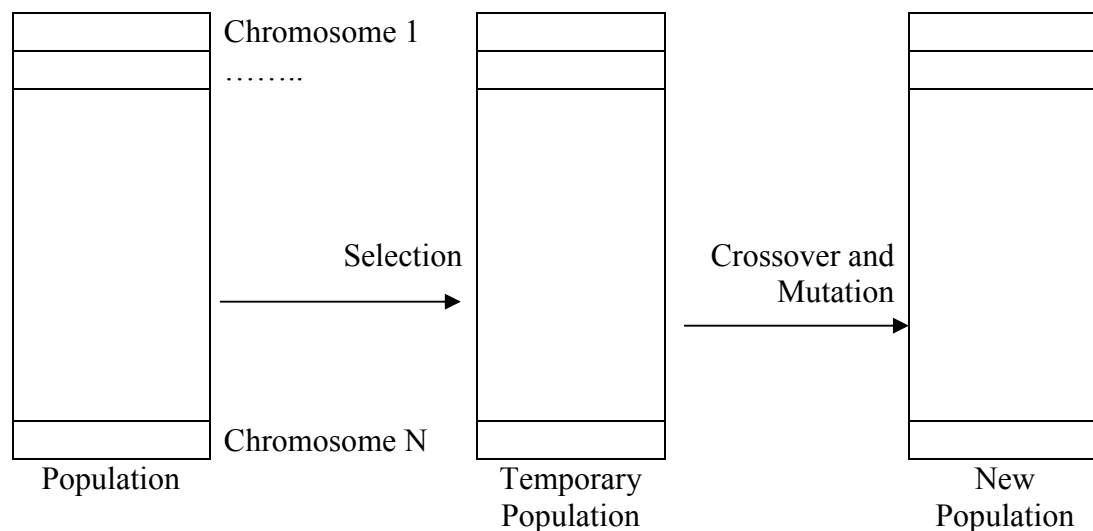 Chromosome 1
……..
Selection
Crossover and
Mutation
Chromosome N
Population
Temporary
Population
New
Population